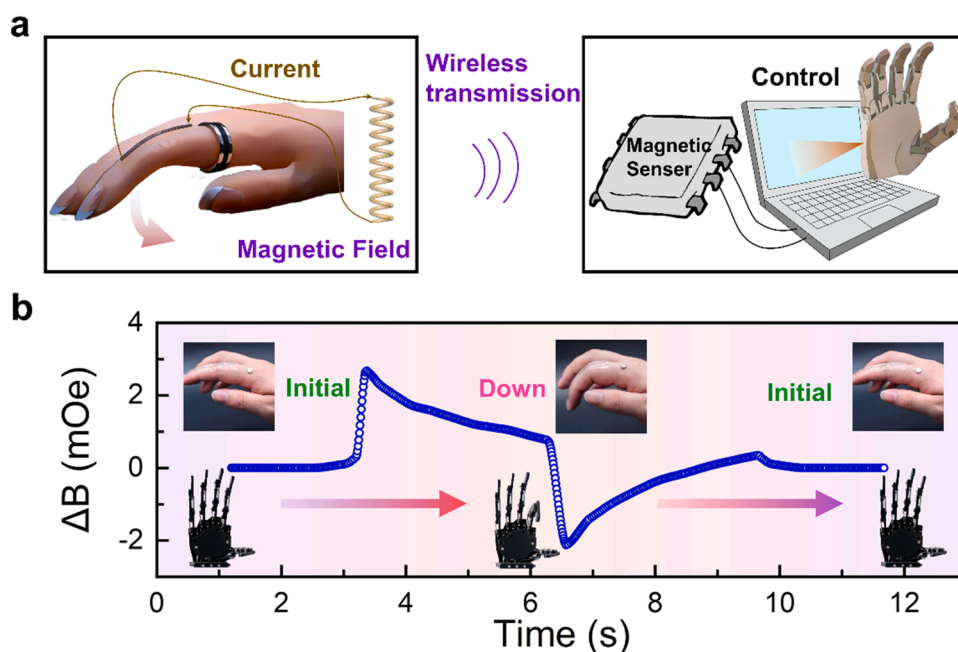 a
Current
Magnetic Field
Wireless
transmission
Control
Magnetic
Senser
b
ΔB (mOe)
4
2
0
-2
Initial
Down
Initial
0 2 4 6 8 10 12
Time (s)